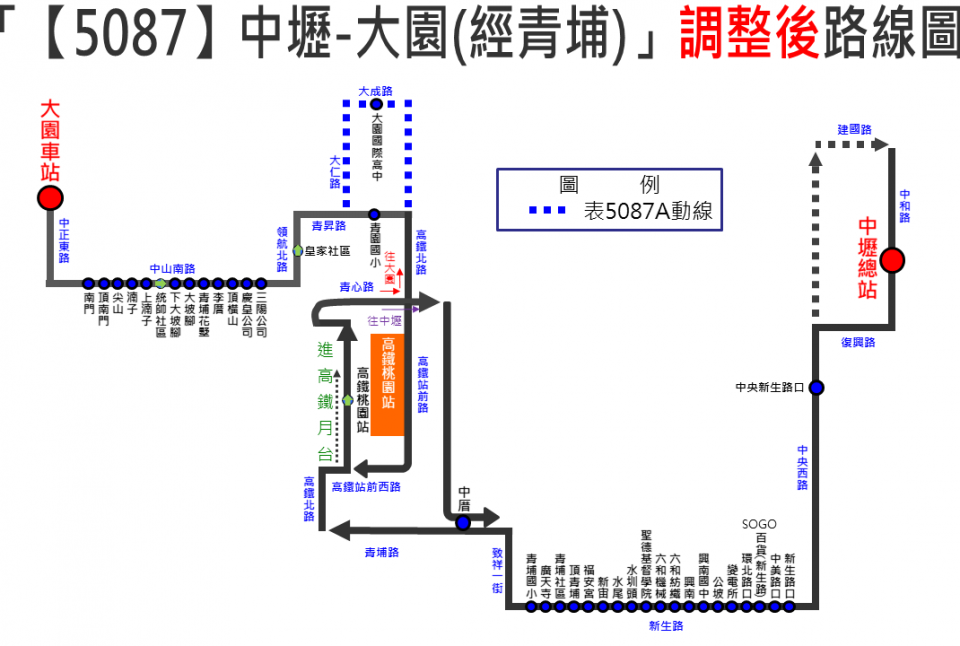 「【5087】中壢-大園(經青埔)」調整後路線圖
大成路
大園車站
大園國際高中
大仁路
建國路
圖 例
表5087A動線
中和路
中壢總站
中正東路
青昇路
領航北路
皇家社區
青園國小
高鐵北路
往大園
中山南路
青心路
往中壢
南門
頂南門
尖山
湳子
上湳子
統帥社區
下大坡腳
大坡腳
青埔花墅
李厝
頂橫山
慶皇公司
三陽公司
復興路
進高鐵月台
高鐵桃園站
高鐵桃園站
高鐵站前路
中央新生路口
中央西路
高鐵北路
高鐵站前西路
中厝
青埔路
致祥一街
SOGO
百貨(新生路)
青埔國小
廣天寺
青埔社區
頂青埔
福安宮
新宙
水尾
水圳頭
聖德基督學院
六和機械
六和紡織
興南
興南國中
公坡
變電所
環北路口
中美路口
新生路口
新生路